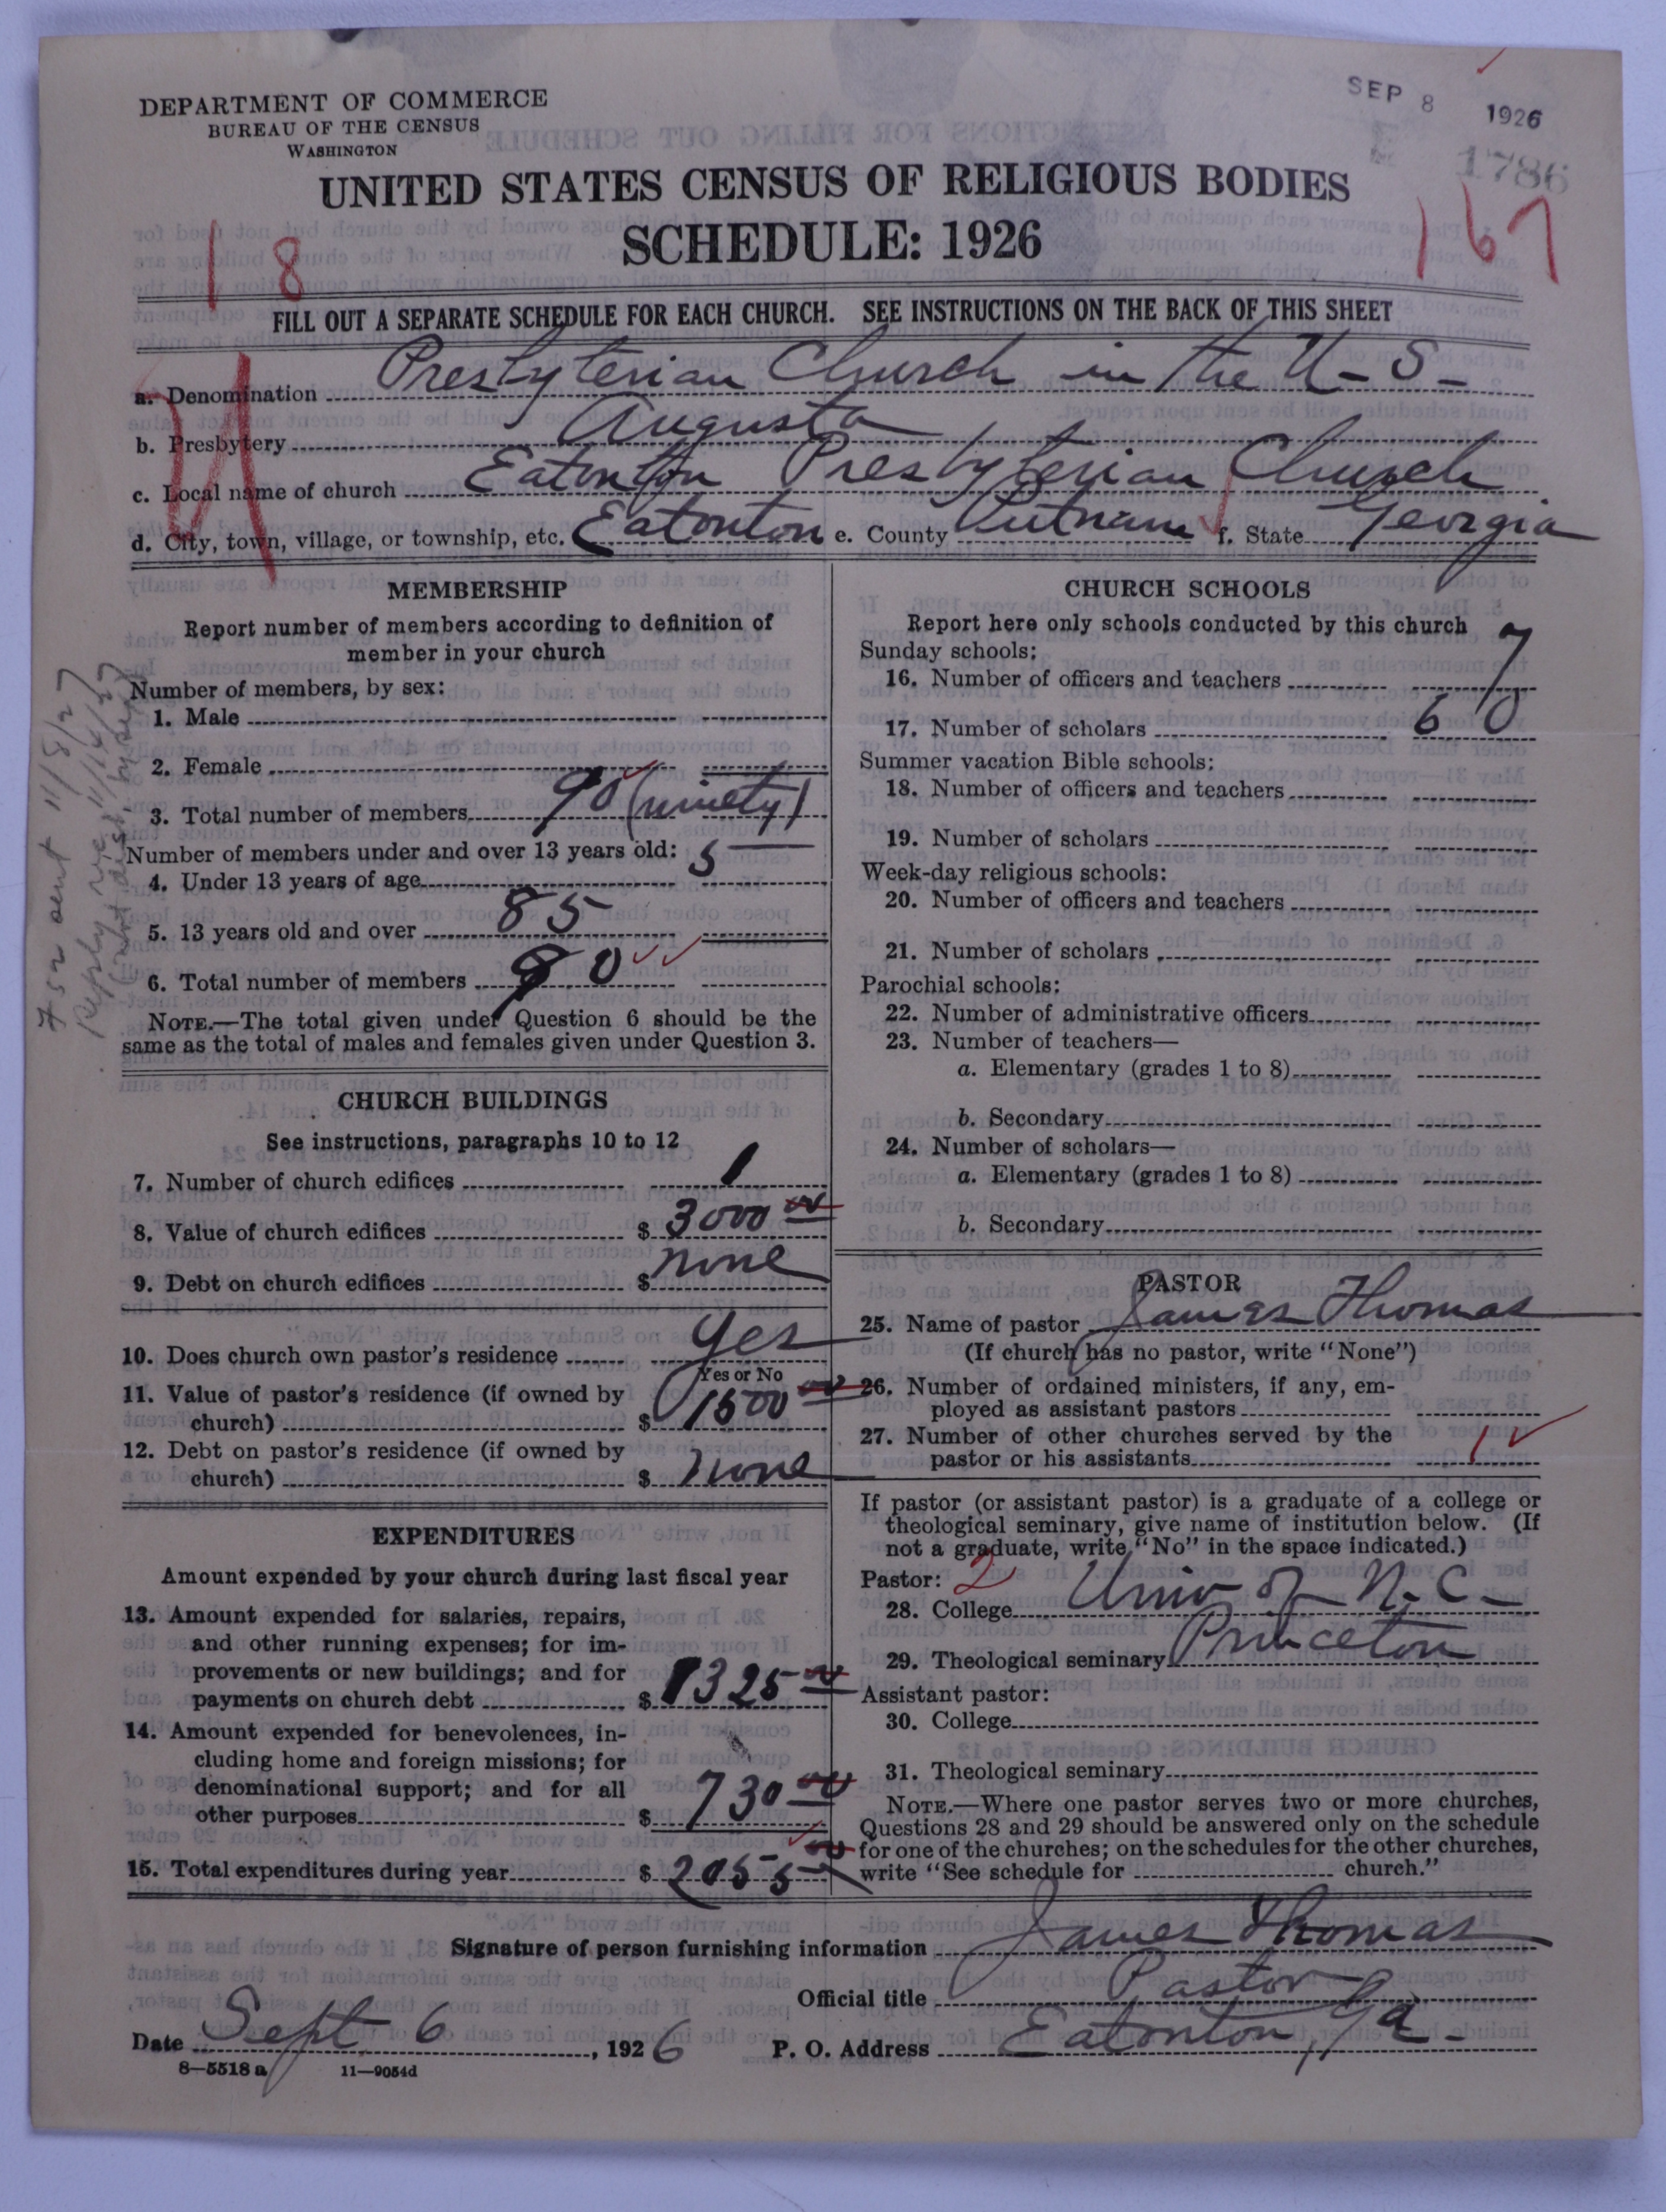 DEPARTMENT OF COMMERCE
BUREAU OF THE CENSUS
WASHINGTON
SEP 8 1926
1786
UNITED STATES CENSUS OF RELIGIOUS BODIES
SCHEDULE: 1926
18
167
FILL OUT A SEPARATE SCHEDULE FOR EACH CHURCH. SEE INSTRUCTIONS ON THE BACK OF THIS SHEET
a. Denomination Presbyterian Church in the U-S-
b. Presbytery Augusta
c. Local name of church Eatonton Presbyterian Church
d. City, town, village, or township, etc. Eatonton e. County Putnam f. State Georgia
MEMBERSHIP
Report number of members according to definition of
member in your church
Number of members, by sex:
1. Male
2. Female
3. Total number of members 90 (ninety)
Number of members under and over 13 years old:
4. Under 13 years of age 5
5. 13 years old and over 85
6. Total number of members 90
NOTE.—The total given under Question 6 should be the
same as the total of males and females given under Question 3.
752 sent 11/8/27
Reply rec. 11/14/27
CHURCH BUILDINGS
See instructions, paragraphs 10 to 12
7. Number of church edifices 1
8. Value of church edifices $ 3000 00
9. Debt on church edifices $ none
10. Does church own pastor's residence yes
Yes or No
11. Value of pastor's residence (if owned by
church) $ 1500 00
12. Debt on pastor's residence (if owned by
church) $ none
EXPENDITURES
Amount expended by your church during last fiscal year
13. Amount expended for salaries, repairs,
and other running expenses; for im-
provements or new buildings; and for
payments on church debt $ 1325 00
14. Amount expended for benevolences, in-
cluding home and foreign missions; for
denominational support; and for all
other purposes $ 730 00
15. Total expenditures during year $ 2055 00
CHURCH SCHOOLS
Report here only schools conducted by this church
Sunday schools:
16. Number of officers and teachers 7
17. Number of scholars 60
Summer vacation Bible schools:
18. Number of officers and teachers
19. Number of scholars
Week-day religious schools:
20. Number of officers and teachers
21. Number of scholars
Parochial schools:
22. Number of administrative officers
23. Number of teachers—
a. Elementary (grades 1 to 8)
b. Secondary
24. Number of scholars—
a. Elementary (grades 1 to 8)
b. Secondary
PASTOR
25. Name of pastor James Thomas
(If church has no pastor, write "None")
26. Number of ordained ministers, if any, em-
ployed as assistant pastors
27. Number of other churches served by the
pastor or his assistants 1
If pastor (or assistant pastor) is a graduate of a college or
theological seminary, give name of institution below. (If
not a graduate, write "No" in the space indicated.)
Pastor: 2
28. College Univ of N.C.
29. Theological seminary Princeton
Assistant pastor:
30. College
31. Theological seminary
NOTE.—Where one pastor serves two or more churches,
Questions 28 and 29 should be answered only on the schedule
for one of the churches; on the schedules for the other churches,
write "See schedule for church."
Signature of person furnishing information James Thomas
Official title Pastor
Date Sept 6, 1926 P. O. Address Eatonton, Ga-
8—5518 a 11—9054d